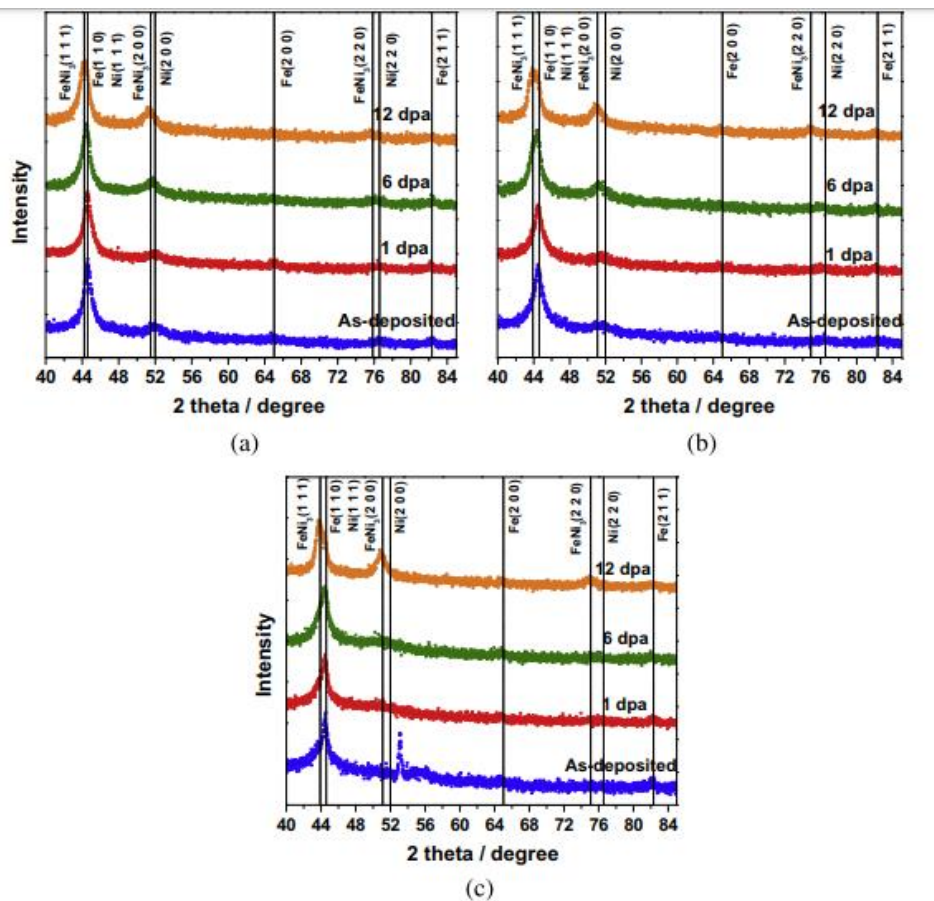 FeNi₃(1 1 1)
Fe(1 1 0)
Ni(1 1 1)
FeNi₃(2 0 0)
Ni(2 0 0)
Fe(2 0 0)
FeNi₃(2 2 0)
Ni(2 2 0)
Fe(2 1 1)
12 dpa
6 dpa
1 dpa
As-deposited
Intensity
40 44 48 52 56 60 64 68 72 76 80 84
2 theta / degree
(a)
FeNi₃(1 1 1)
Fe(1 1 0)
Ni(1 1 1)
FeNi₃(2 0 0)
Ni(2 0 0)
Fe(2 0 0)
FeNi₃(2 2 0)
Ni(2 2 0)
Fe(2 1 1)
12 dpa
6 dpa
1 dpa
As-deposited
40 44 48 52 56 60 64 68 72 76 80 84
2 theta / degree
(b)
FeNi₃(1 1 1)
Fe(1 1 0)
Ni(1 1 1)
FeNi₃(2 0 0)
Ni(2 0 0)
Fe(2 0 0)
FeNi₃(2 2 0)
Ni(2 2 0)
Fe(2 1 1)
12 dpa
6 dpa
1 dpa
As-deposited
Intensity
40 44 48 52 56 60 64 68 72 76 80 84
2 theta / degree
(c)